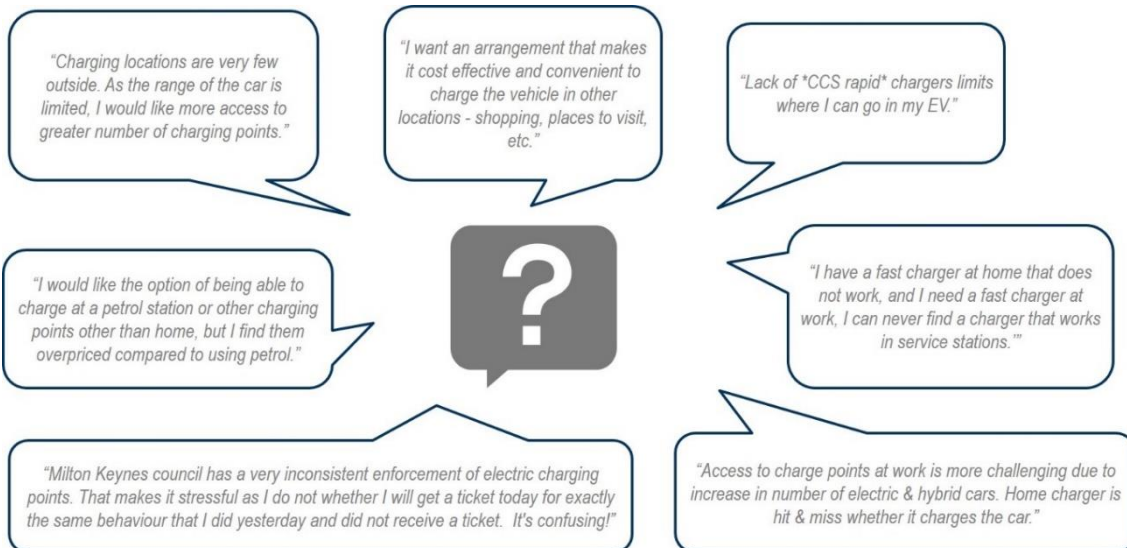 “Charging locations are very few
outside. As the range of the car is
limited, I would like more access to
greater number of charging points.”
“I want an arrangement that makes
it cost effective and convenient to
charge the vehicle in other
locations - shopping, places to visit,
etc.”
“Lack of *CCS rapid* chargers limits
where I can go in my EV.”
“I would like the option of being able to
charge at a petrol station or other charging
points other than home, but I find them
overpriced compared to using petrol.”
?
“I have a fast charger at home that does
not work, and I need a fast charger at
work, I can never find a charger that works
in service stations.’”
“Milton Keynes council has a very inconsistent enforcement of electric charging
points. That makes it stressful as I do not whether I will get a ticket today for exactly
the same behaviour that I did yesterday and did not receive a ticket.  It's confusing!”
“Access to charge points at work is more challenging due to
increase in number of electric & hybrid cars. Home charger is
hit & miss whether it charges the car.”